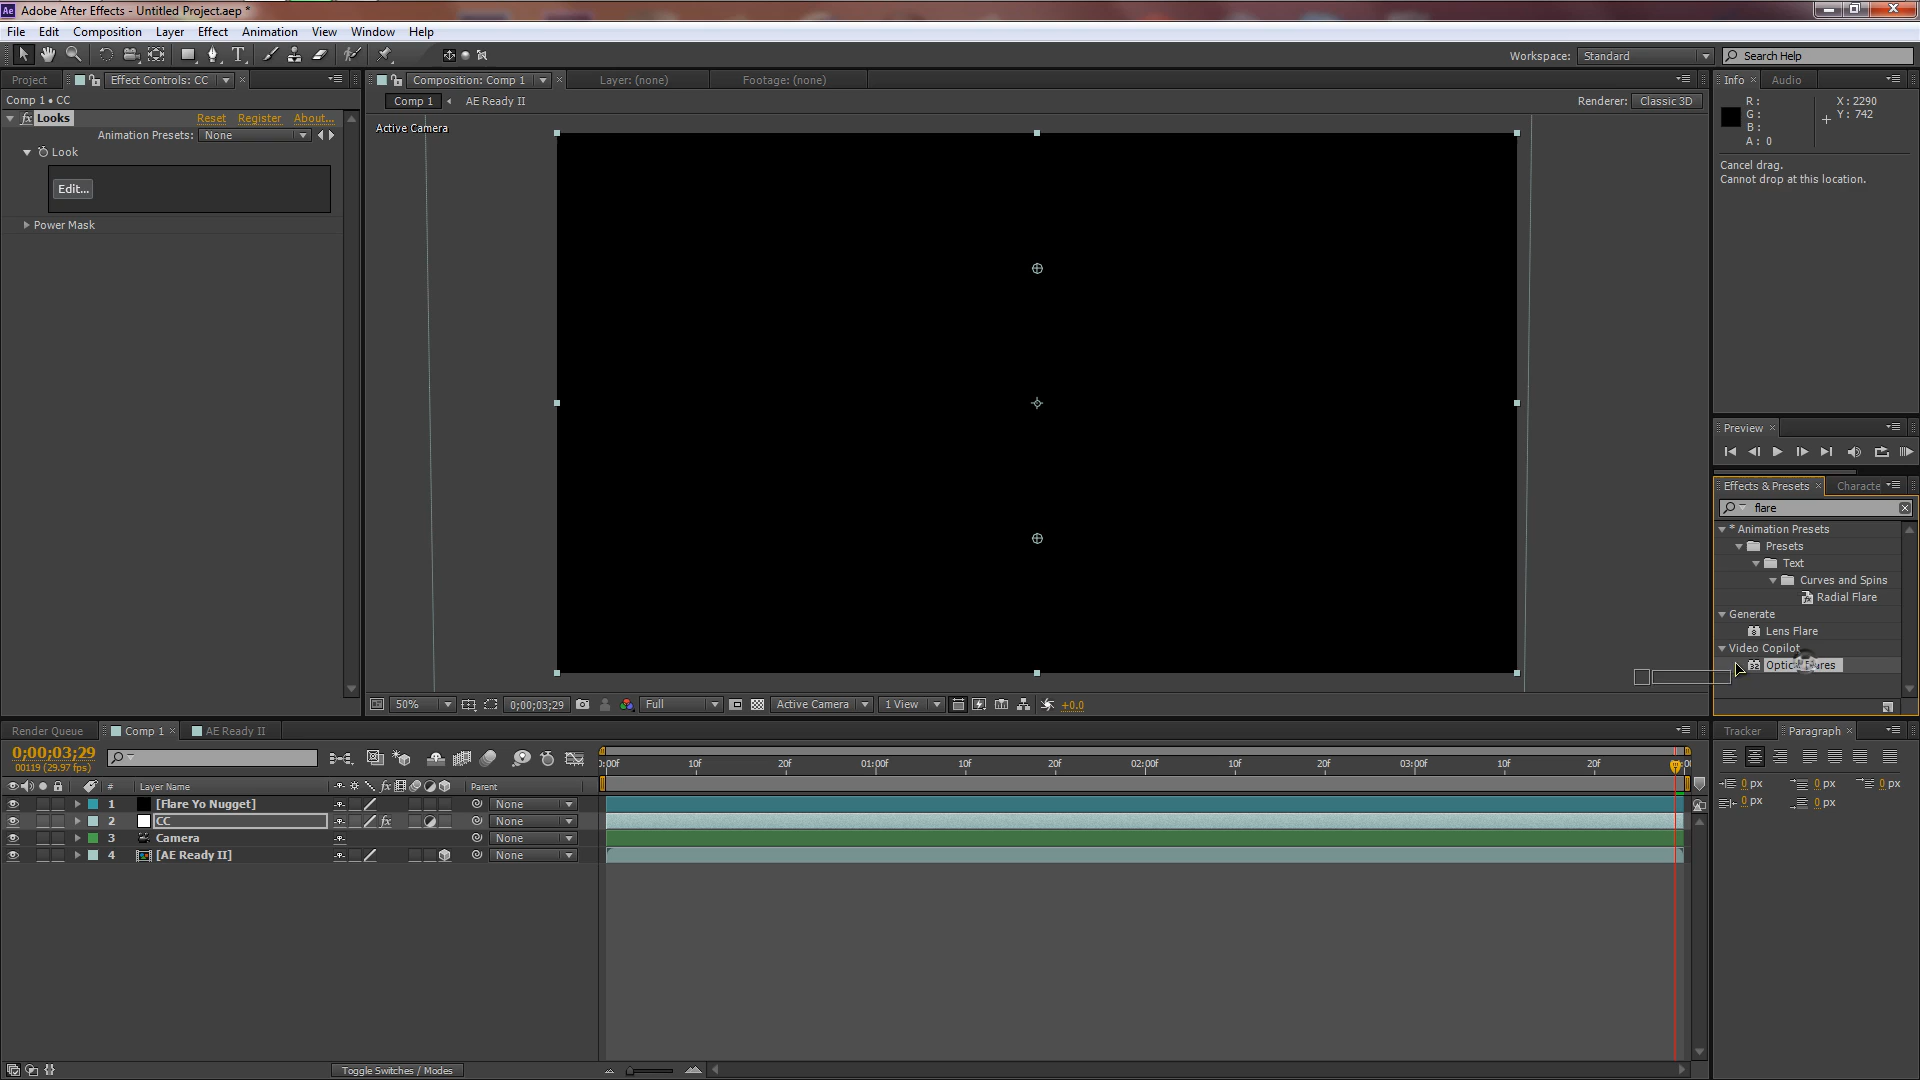 Ae Adobe After Effects - Untitled Project.aep *
File Edit Composition Layer Effect Animation View Window Help
Workspace: Standard Search Help
Project Effect Controls: CC
Comp 1 • CC
fx Looks Reset Register About...
Animation Presets: None
Look
Edit...
Power Mask
Composition: Comp 1 Layer: (none) Footage: (none)
Comp 1 AE Ready II
Renderer: Classic 3D
Active Camera
50% 0;00;03;29 Full Active Camera 1 View +0.0
Info Audio
R : X : 2290
G : Y : 742
B :
A : 0
Cancel drag.
Cannot drop at this location.
Preview
Effects & Presets Characte
flare
* Animation Presets
Presets
Text
Curves and Spins
Radial Flare
Generate
Lens Flare
Video Copilot
Render Queue Comp 1 AE Ready II
0;00;03;29
00119 (29.97 fps)
):00f 10f 20f 01:00f 10f 20f 02:00f 10f 20f 03:00f 10f 20f
# Layer Name fx Parent
1 [Flare Yo Nugget] None
2 CC fx None
3 Camera None
4 [AE Ready II] None
Toggle Switches / Modes
Tracker Paragraph
0 px 0 px 0 px
0 px 0 px